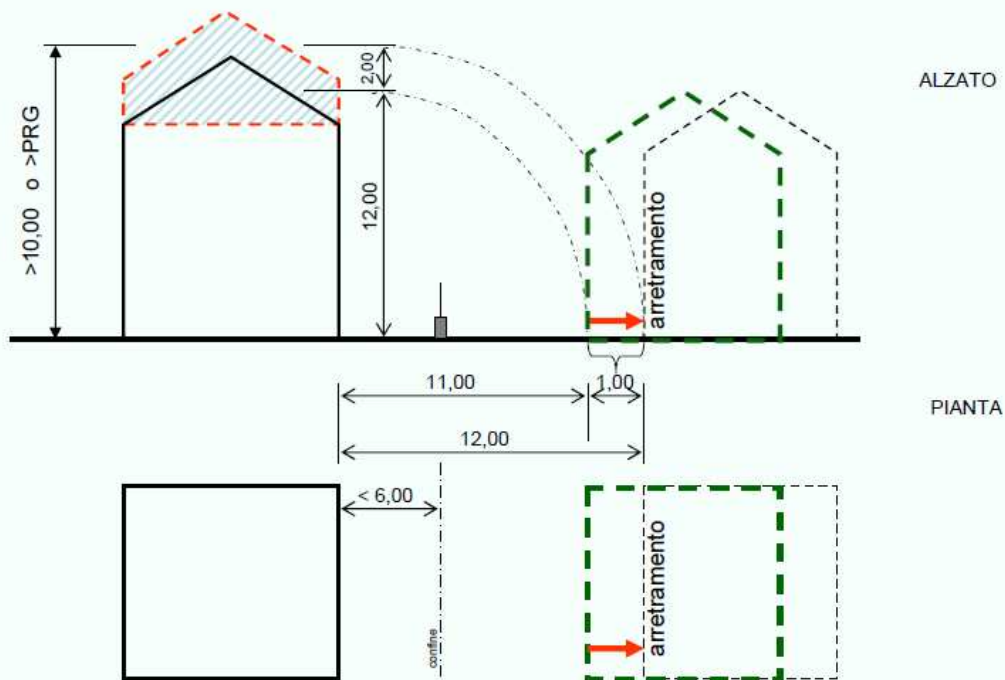 ALZATO
>10,00 o >PRG
2,00
12,00
arretramento
11,00
1,00
12,00
PIANTA
< 6,00
confine
arretramento